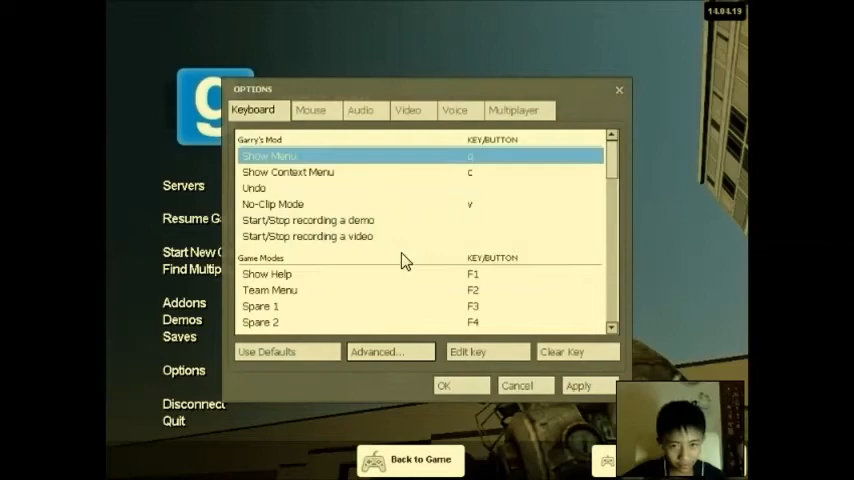 14.04.19
g
OPTIONS
Keyboard Mouse Audio Video Voice Multiplayer
Garry's Mod KEY/BUTTON
Show Menu q
Show Context Menu c
Undo
No-Clip Mode v
Start/Stop recording a demo
Start/Stop recording a video
Game Modes KEY/BUTTON
Show Help F1
Team Menu F2
Spare 1 F3
Spare 2 F4
Use Defaults Advanced... Edit key Clear Key
OK Cancel Apply
Servers
Resume Ga
Start New G
Find Multip
Addons
Demos
Saves
Options
Disconnect
Quit
Back to Game